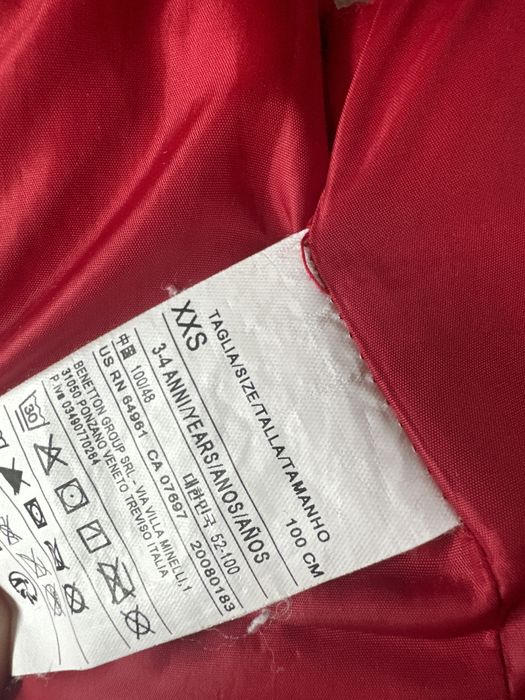 TAGLIA/SIZE/TALLA/TAMANHO
XXS 100 CM
3-4 ANNI/YEARS/ANOS/AÑOS
中国 100/48 대한민국 52-100
US RN 64961 CA 07697 20080183
BENETTON GROUP SRL - VIA VILLA MINELLI,1
31050 PONZANO VENETO TREVISO ITALIA
P.Iva 03490770264
30